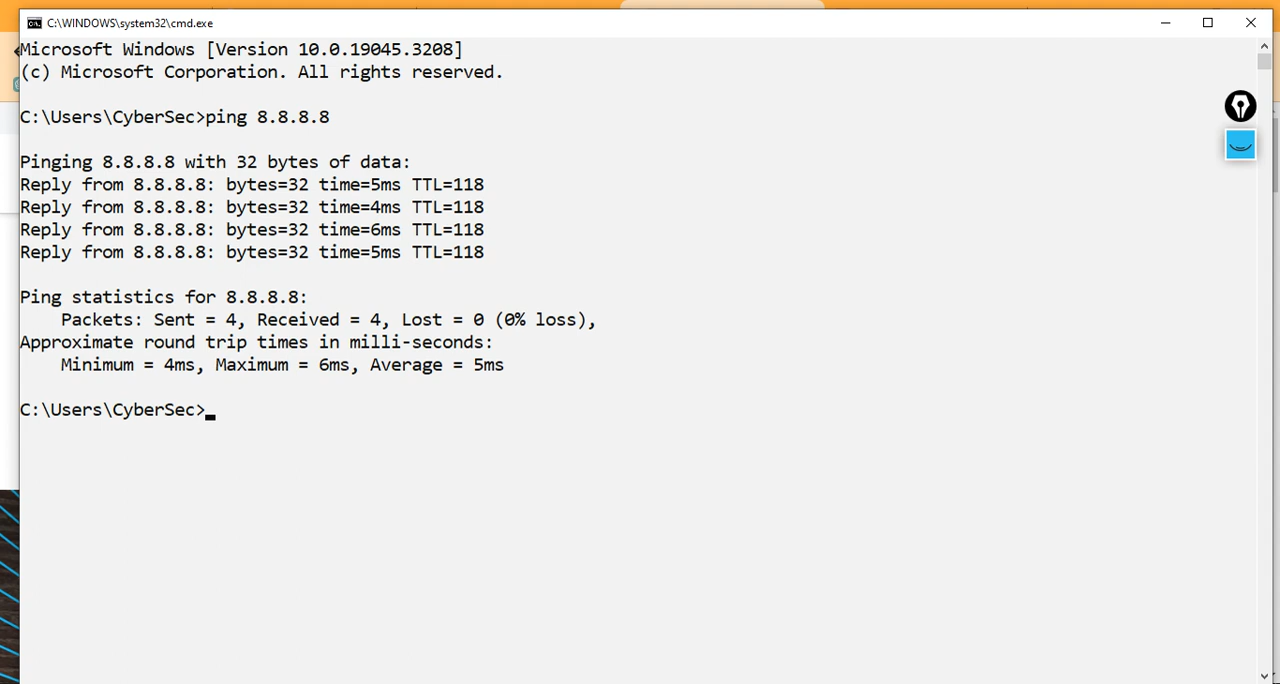 C:\WINDOWS\system32\cmd.exe
Microsoft Windows [Version 10.0.19045.3208]
(c) Microsoft Corporation. All rights reserved.
C:\Users\CyberSec>ping 8.8.8.8
Pinging 8.8.8.8 with 32 bytes of data:
Reply from 8.8.8.8: bytes=32 time=5ms TTL=118
Reply from 8.8.8.8: bytes=32 time=4ms TTL=118
Reply from 8.8.8.8: bytes=32 time=6ms TTL=118
Reply from 8.8.8.8: bytes=32 time=5ms TTL=118
Ping statistics for 8.8.8.8:
    Packets: Sent = 4, Received = 4, Lost = 0 (0% loss),
Approximate round trip times in milli-seconds:
    Minimum = 4ms, Maximum = 6ms, Average = 5ms
C:\Users\CyberSec>